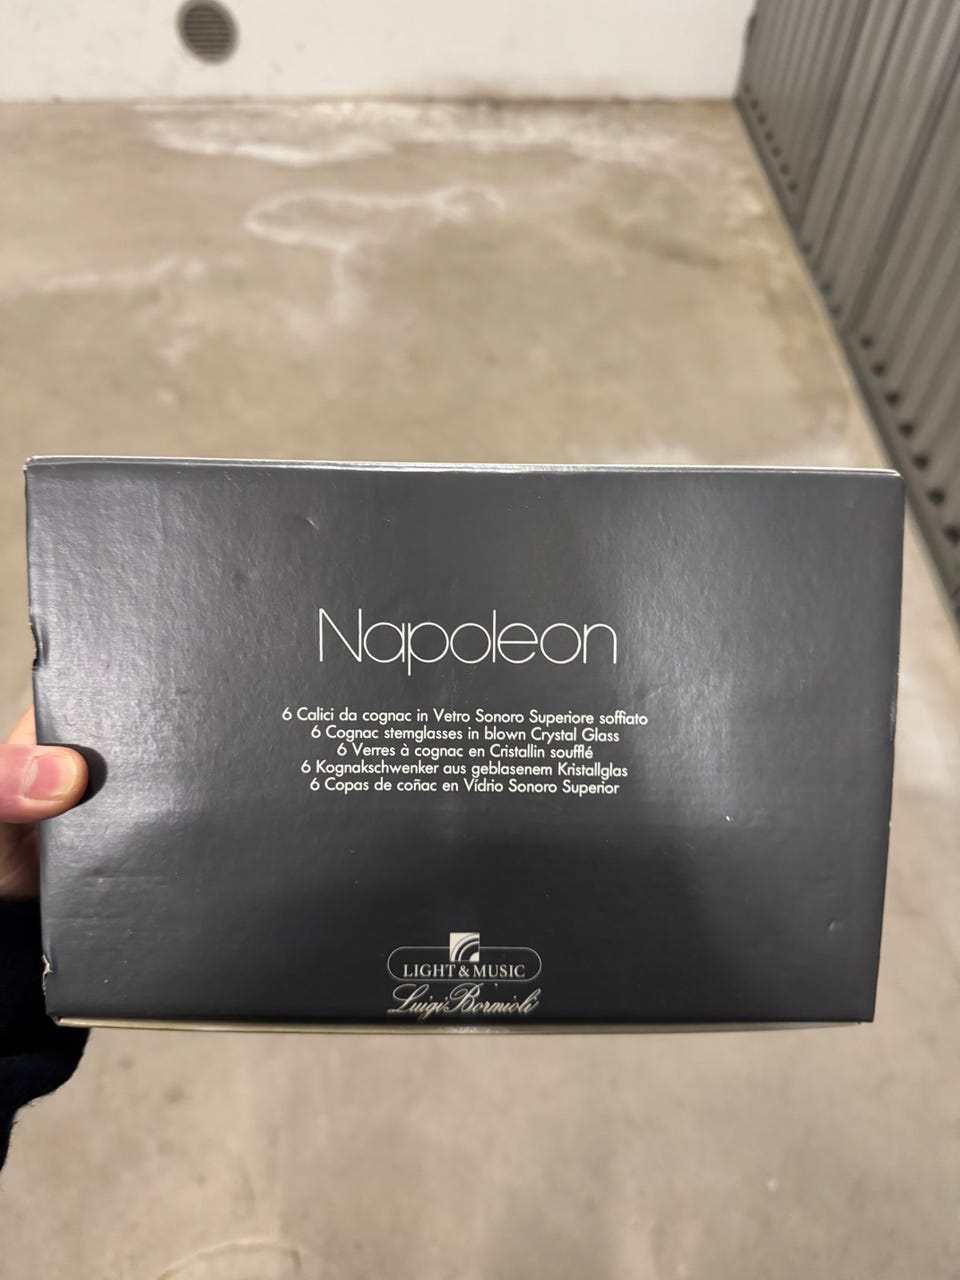 Napoleon
6 Calici da cognac in Vetro Sonoro Superiore soffiato
6 Cognac stemglasses in blown Crystal Glass
6 Verres à cognac en Cristallin soufflé
6 Kognakschwenker aus geblasenem Kristallglas
6 Copas de coñac en Vídrio Sonoro Superior
LIGHT & MUSIC
Luigi Bormioli